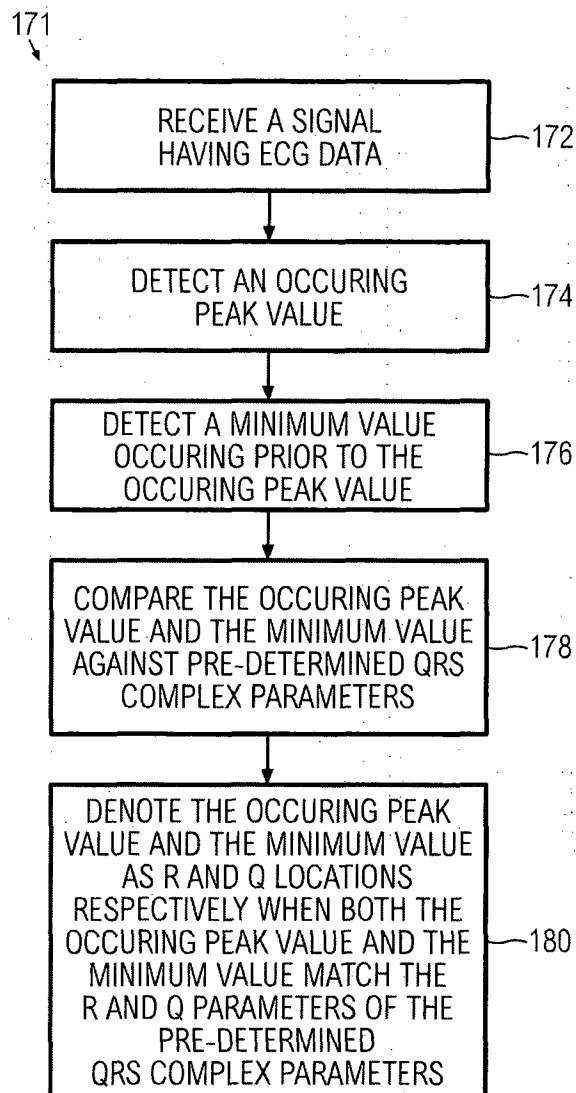 171
RECEIVE A SIGNAL
HAVING ECG DATA
172
DETECT AN OCCURING
PEAK VALUE
174
DETECT A MINIMUM VALUE
OCCURING PRIOR TO THE
OCCURING PEAK VALUE
176
COMPARE THE OCCURING PEAK
VALUE AND THE MINIMUM VALUE
AGAINST PRE-DETERMINED QRS
COMPLEX PARAMETERS
178
DENOTE THE OCCURING PEAK
VALUE AND THE MINIMUM VALUE
AS R AND Q LOCATIONS
RESPECTIVELY WHEN BOTH THE
OCCURING PEAK VALUE AND THE
MINIMUM VALUE MATCH THE
R AND Q PARAMETERS OF THE
PRE-DETERMINED
QRS COMPLEX PARAMETERS
180